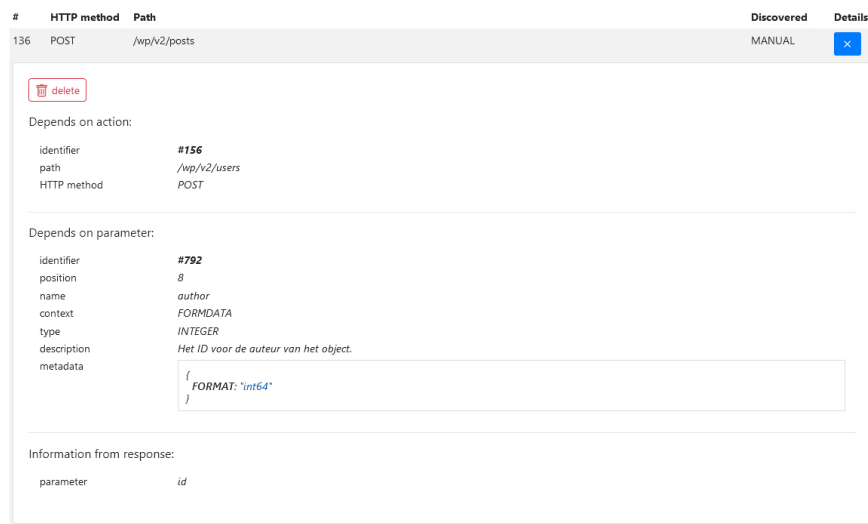 # HTTP method Path Discovered Details
136 POST /wp/v2/posts MANUAL ×
delete
Depends on action:
identifier #156
path /wp/v2/users
HTTP method POST
Depends on parameter:
identifier #792
position 8
name author
context FORMDATA
type INTEGER
description Het ID voor de auteur van het object.
metadata
{
FORMAT: "int64"
}
Information from response:
parameter id